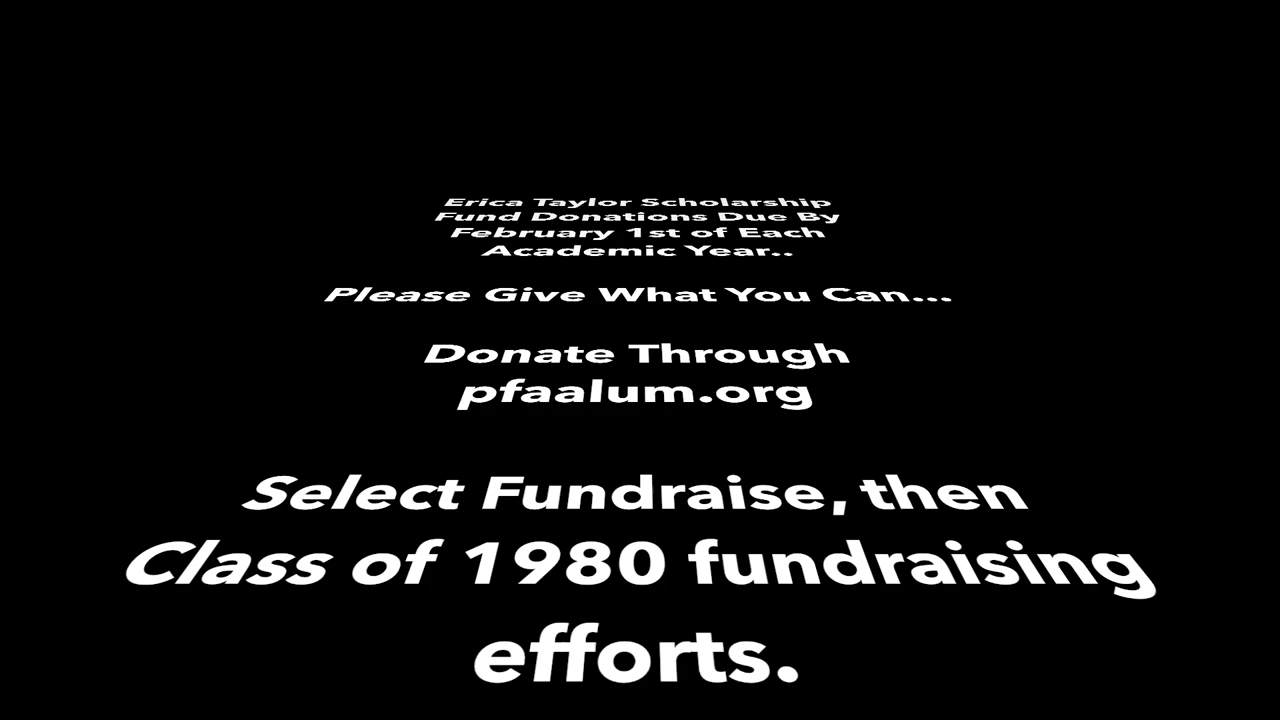 Erica Taylor Scholarship
Fund Donations Due By
February 1st of Each
Academic Year..
Please Give What You Can...
Donate Through
pfaalum.org
Select Fundraise, then
Class of 1980 fundraising
efforts.